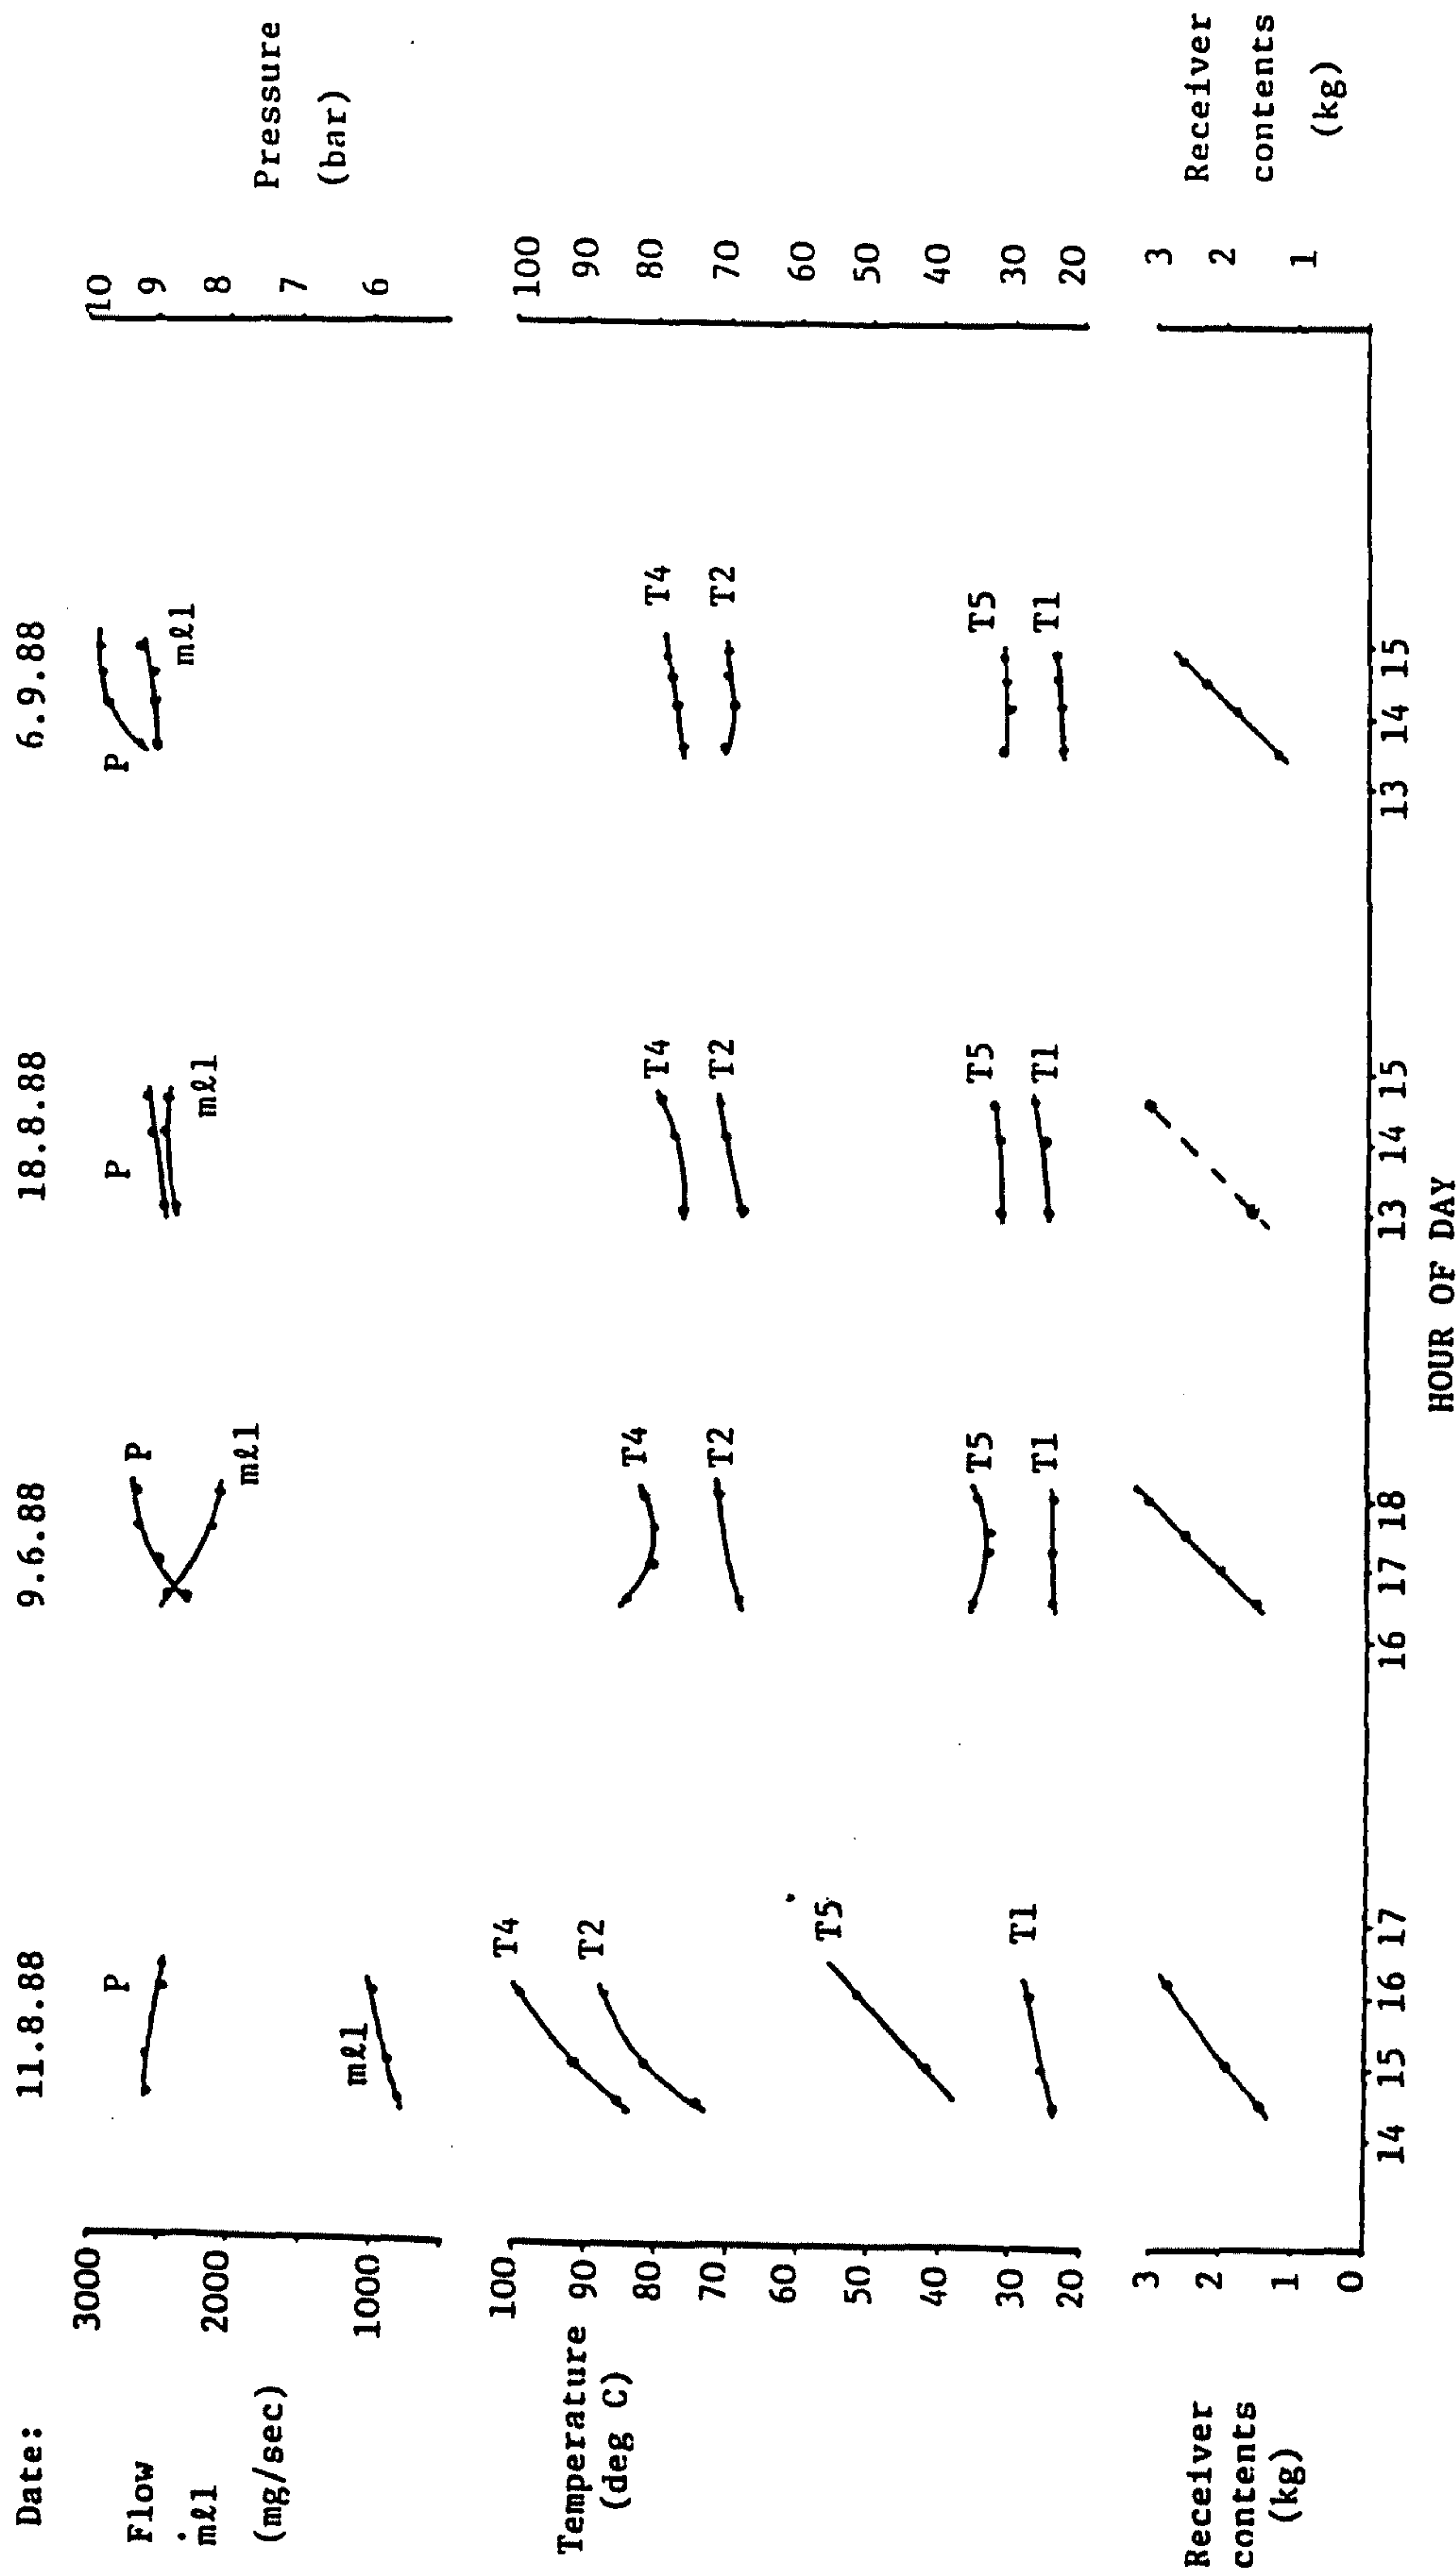 Date: 11.8.88 9.6.88 18.8.88 6.9.88
Flow
ṁℓ1
(mg/sec)
3000
2000
1000
P
mℓ1
P
mℓ1
P
mℓ1
P
mℓ1
10
9
8
7
6
Pressure
(bar)
Temperature
(deg C)
100
90
80
70
60
50
40
30
20
T4
T2
T5
T1
T4
T2
T5
T1
T4
T2
T5
T1
T4
T2
T5
T1
100
90
80
70
60
50
40
30
20
Receiver
contents
(kg)
3
2
1
0
3
2
1
Receiver
contents
(kg)
14 15 16 17 16 17 18 13 14 15 13 14 15
HOUR OF DAY